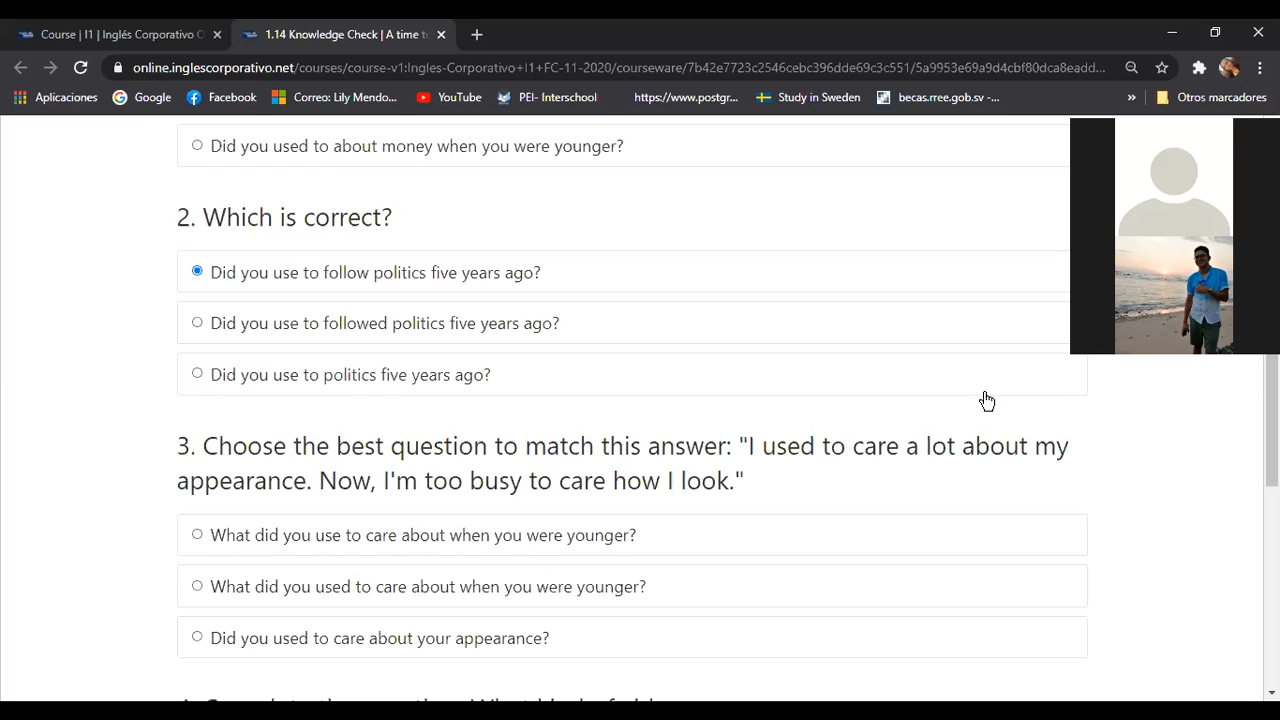 Course | I1 | Inglés Corporativo
1.14 Knowledge Check | A time t
online.inglescorporativo.net/courses/course-v1:Ingles-Corporativo+I1+FC-11-2020/courseware/7b42e7723c2546cebc396dde69c3c551/5a9953e69a9d4cbf80dca8eadd...
Aplicaciones Google Facebook Correo: Lily Mendo... YouTube PEI- Interschool https://www.postgr... Study in Sweden becas.rree.gob.sv -... » Otros marcadores
Did you used to about money when you were younger?
2. Which is correct?
Did you use to follow politics five years ago?
Did you use to followed politics five years ago?
Did you use to politics five years ago?
3. Choose the best question to match this answer: "I used to care a lot about my
appearance. Now, I'm too busy to care how I look."
What did you use to care about when you were younger?
What did you used to care about when you were younger?
Did you used to care about your appearance?